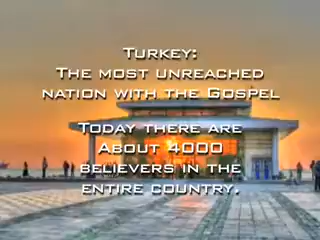 Turkey:
The most unreached
nation with the Gospel
Today there are
About 4000
believers in the
entire country.